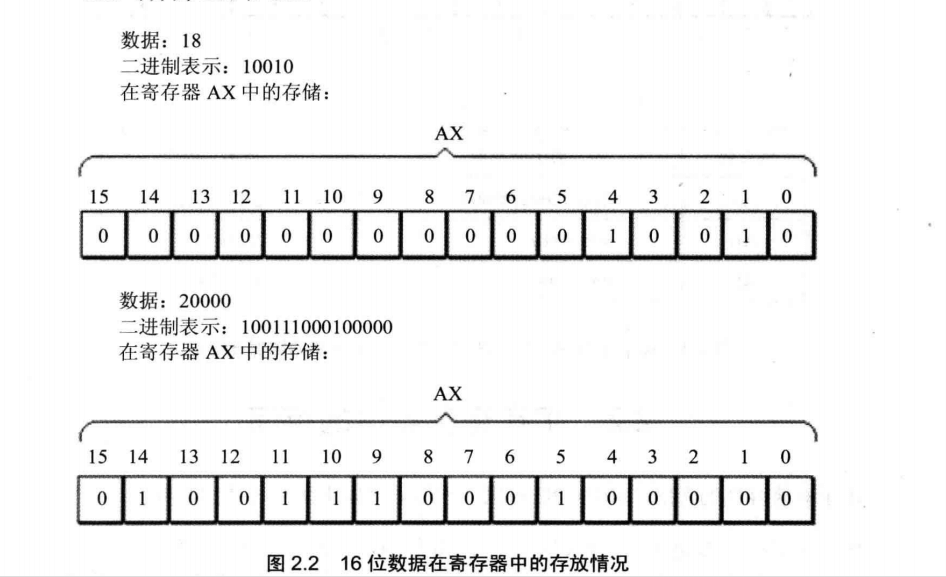 数据：18
二进制表示：10010
在寄存器 AX 中的存储：
AX
15 14 13 12 11 10 9 8 7 6 5 4 3 2 1 0
0 0 0 0 0 0 0 0 0 0 0 1 0 0 1 0
数据：20000
二进制表示：100111000100000
在寄存器 AX 中的存储：
AX
15 14 13 12 11 10 9 8 7 6 5 4 3 2 1 0
0 1 0 0 1 1 1 0 0 0 1 0 0 0 0 0
图 2.2 16 位数据在寄存器中的存放情况